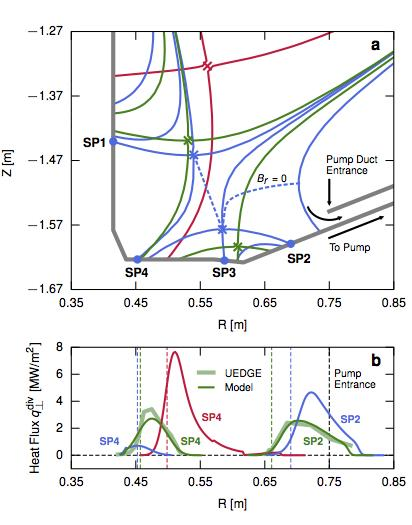 a
−1.27
−1.37
−1.47
−1.57
−1.67
Z [m]
SP1
SP4
SP3
SP2
B_r = 0
Pump Duct
Entrance
To Pump
0.35 0.45 0.55 0.65 0.75 0.85
R [m]
b
8
6
4
2
0
Heat Flux q_⊥^div [MW/m²]
UEDGE
Model
Pump
Entrance
SP4
SP4
SP4
SP2
SP2
0.35 0.45 0.55 0.65 0.75 0.85
R [m]